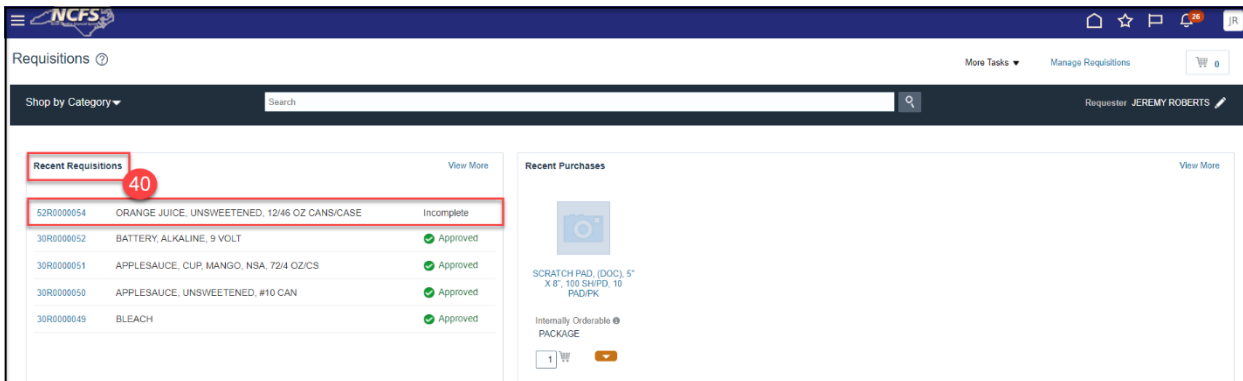 NCFS
26
JR
Requisitions
More Tasks
Manage Requisitions
0
Shop by Category
Search
Requester JEREMY ROBERTS
Recent Requisitions
View More
40
52R0000054 ORANGE JUICE, UNSWEETENED, 12/46 OZ CANS/CASE Incomplete
30R0000052 BATTERY, ALKALINE, 9 VOLT Approved
30R0000051 APPLESAUCE, CUP, MANGO, NSA, 72/4 OZ/CS Approved
30R0000050 APPLESAUCE, UNSWEETENED, #10 CAN Approved
30R0000049 BLEACH Approved
Recent Purchases
View More
SCRATCH PAD, (DOC), 5"
X 8", 100 SH/PD, 10
PAD/PK
Internally Orderable
PACKAGE
1